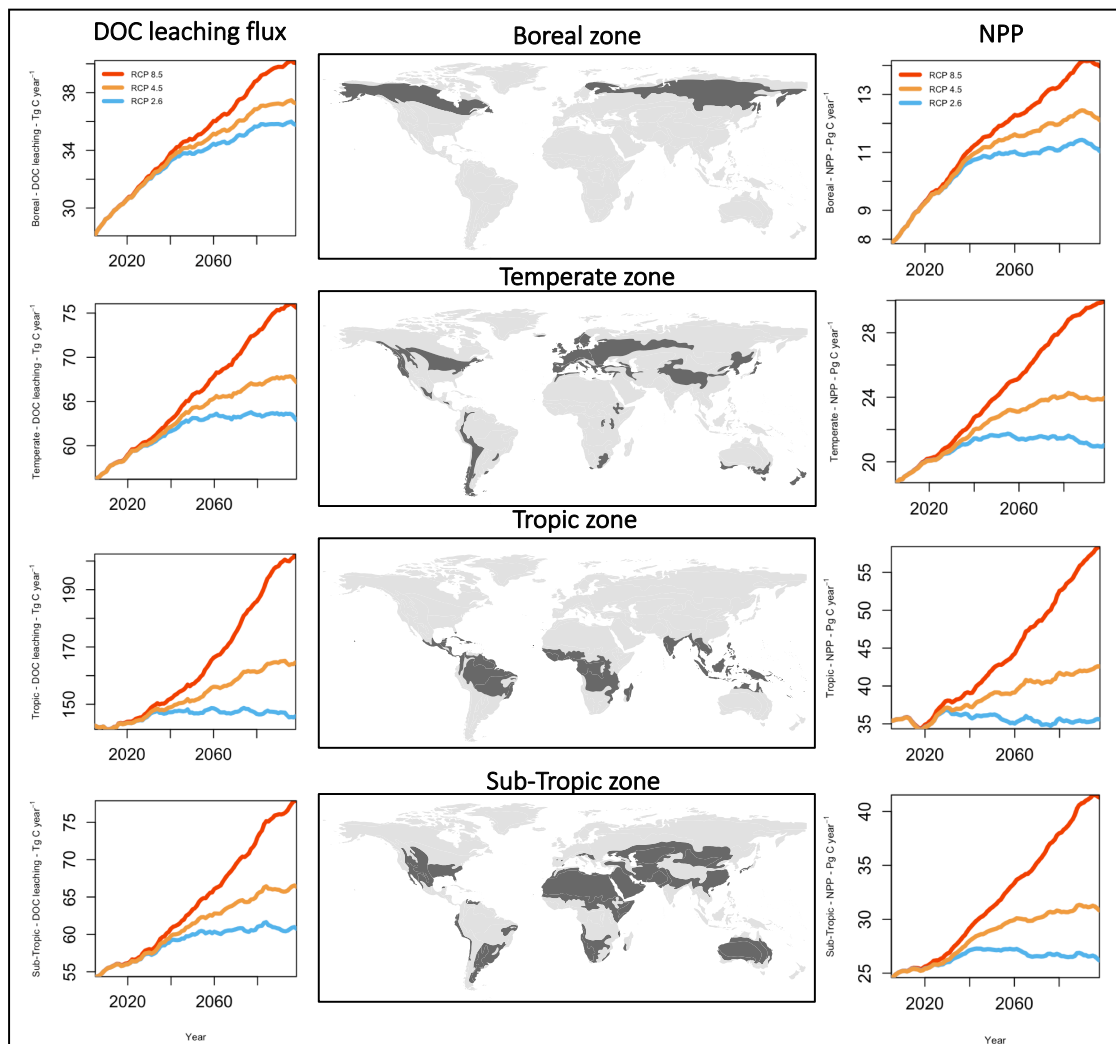 DOC leaching flux
Boreal zone
NPP
Boreal - DOC leaching - Tg C year⁻¹
38
34
30
RCP 8.5
RCP 4.5
RCP 2.6
2020 2060
Boreal - NPP - Pg C year⁻¹
13
11
9
8
RCP 8.5
RCP 4.5
RCP 2.6
2020 2060
Temperate zone
Temperate - DOC leaching - Tg C year⁻¹
75
70
65
60
2020 2060
Temperate - NPP - Pg C year⁻¹
28
24
20
2020 2060
Tropic zone
Tropic - DOC leaching - Tg C year⁻¹
190
170
150
2020 2060
Tropic - NPP - Pg C year⁻¹
55
50
45
40
35
2020 2060
Sub-Tropic zone
Sub-Tropic - DOC leaching - Tg C year⁻¹
75
70
65
60
55
2020 2060
Year
Sub-Tropic - NPP - Pg C year⁻¹
40
35
30
25
2020 2060
Year